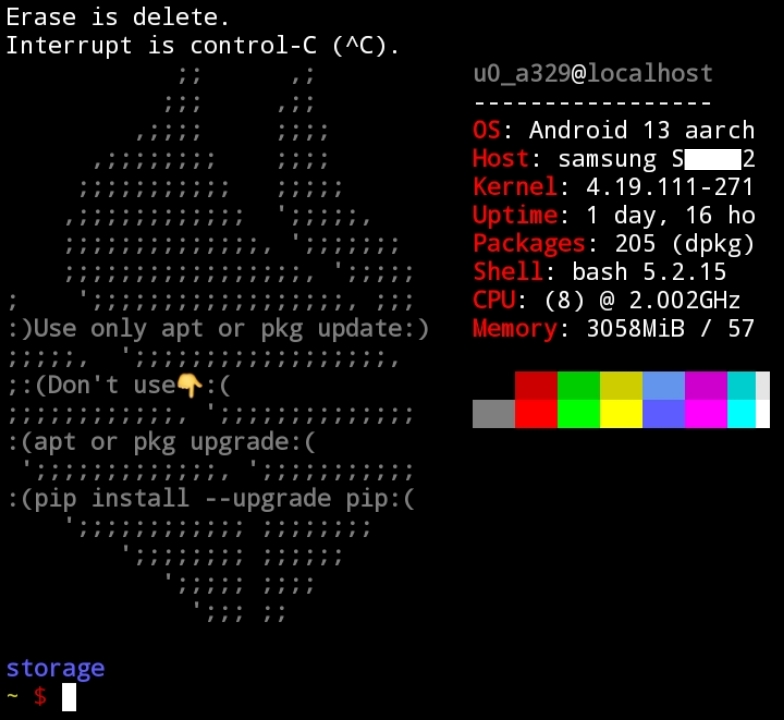 Erase is delete.
Interrupt is control-C (^C).
u0_a329@localhost
-----------------
OS: Android 13 aarch
Host: samsung S 2
Kernel: 4.19.111-271
Uptime: 1 day, 16 ho
Packages: 205 (dpkg)
Shell: bash 5.2.15
CPU: (8) @ 2.002GHz
Memory: 3058MiB / 57
:)Use only apt or pkg update:)
;:(Don't use👇:(
:(apt or pkg upgrade:(
:(pip install --upgrade pip:(
storage
~ $